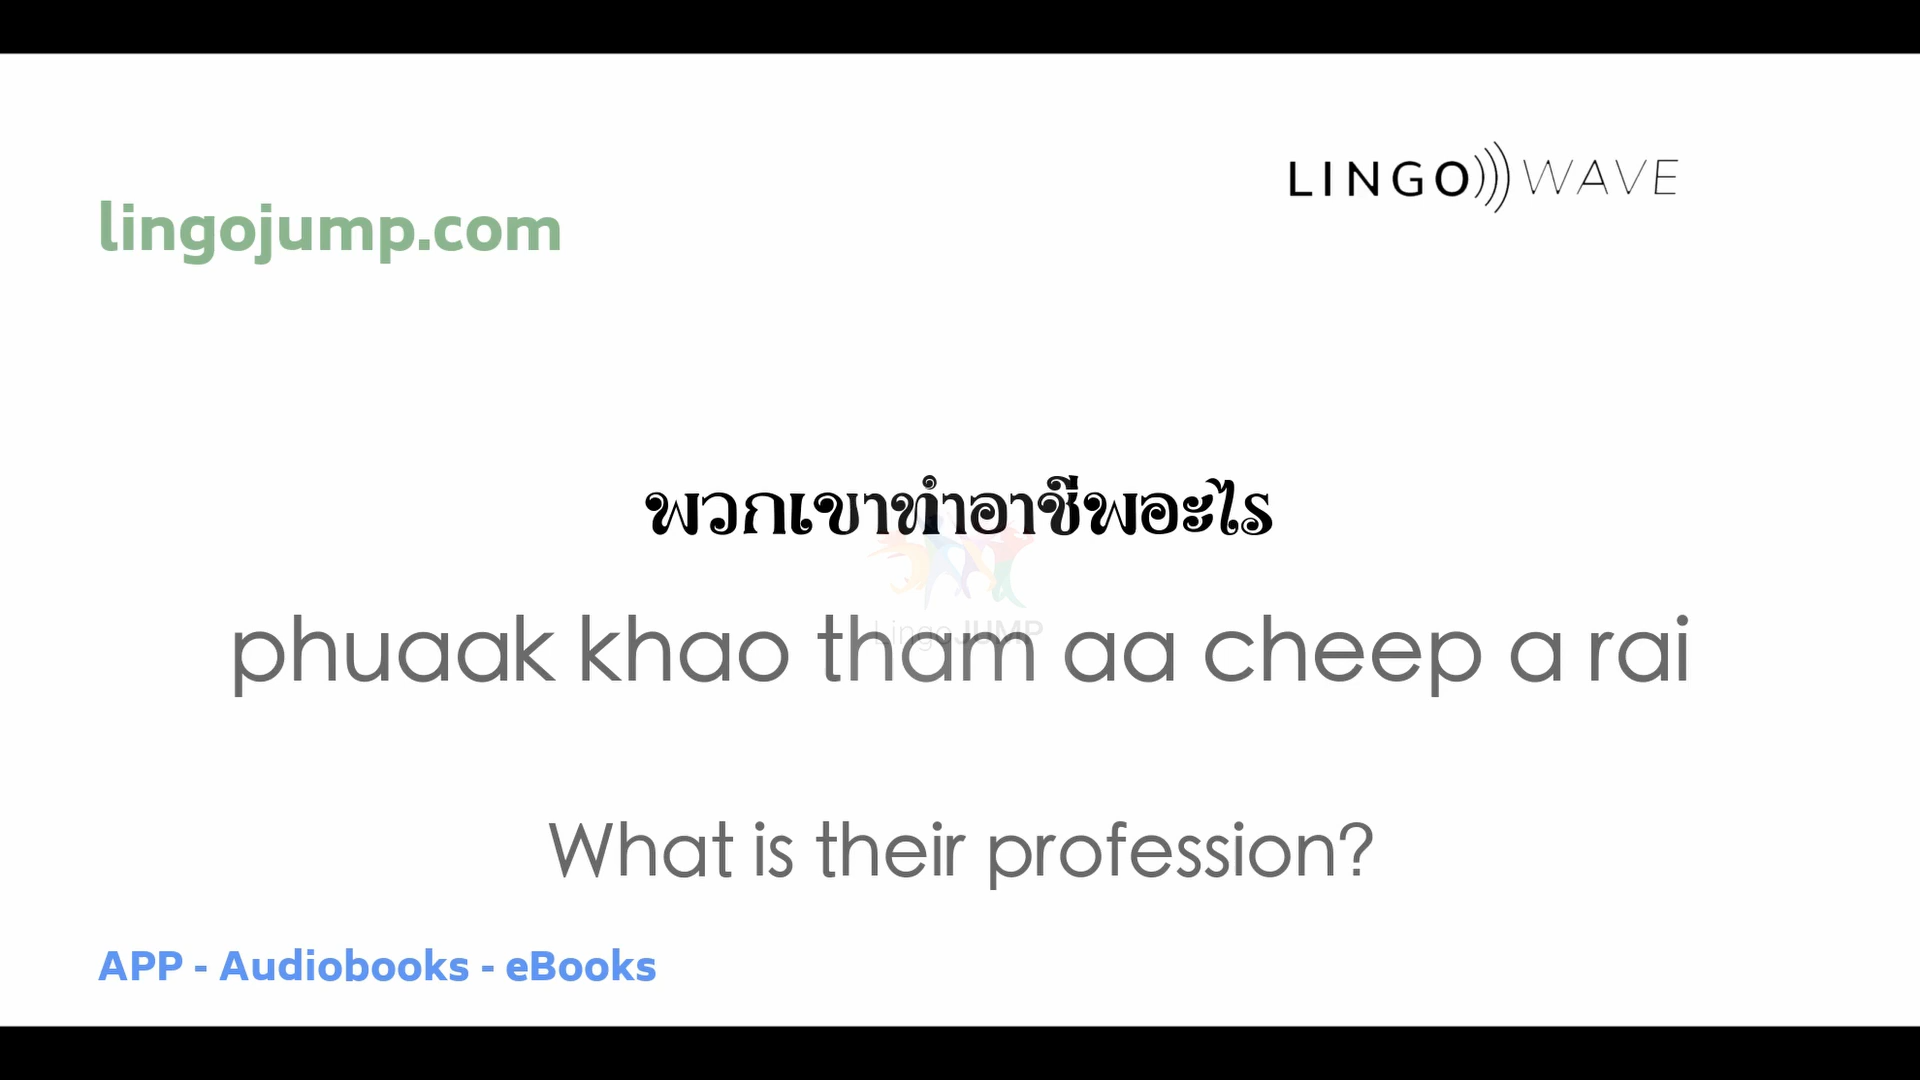 LINGO WAVE
lingojump.com
พวกเขาทำอาชีพอะไร
phuaak khao tham aa cheep a rai
LingoJUMP
What is their profession?
APP - Audiobooks - eBooks